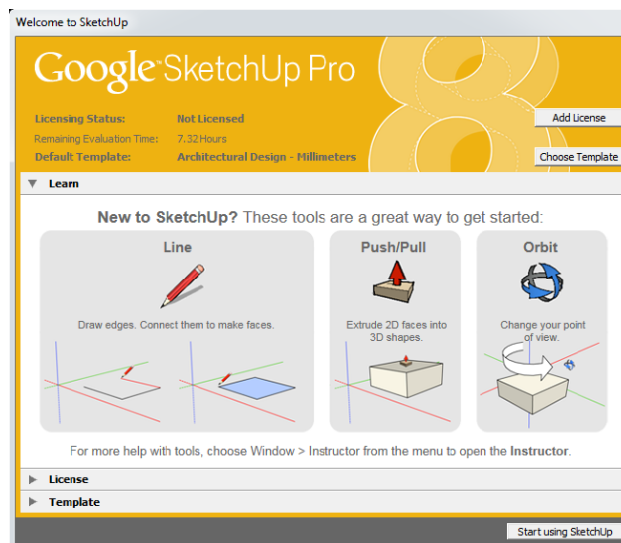 Welcome to SketchUp
Google™ SketchUp Pro
8
Licensing Status: Not Licensed
Add License
Remaining Evaluation Time: 7.32 Hours
Default Template: Architectural Design - Millimeters
Choose Template
Learn
New to SketchUp? These tools are a great way to get started:
Line
Push/Pull
Orbit
Draw edges. Connect them to make faces.
Extrude 2D faces into
3D shapes.
Change your point
of view.
For more help with tools, choose Window > Instructor from the menu to open the Instructor.
License
Template
Start using SketchUp